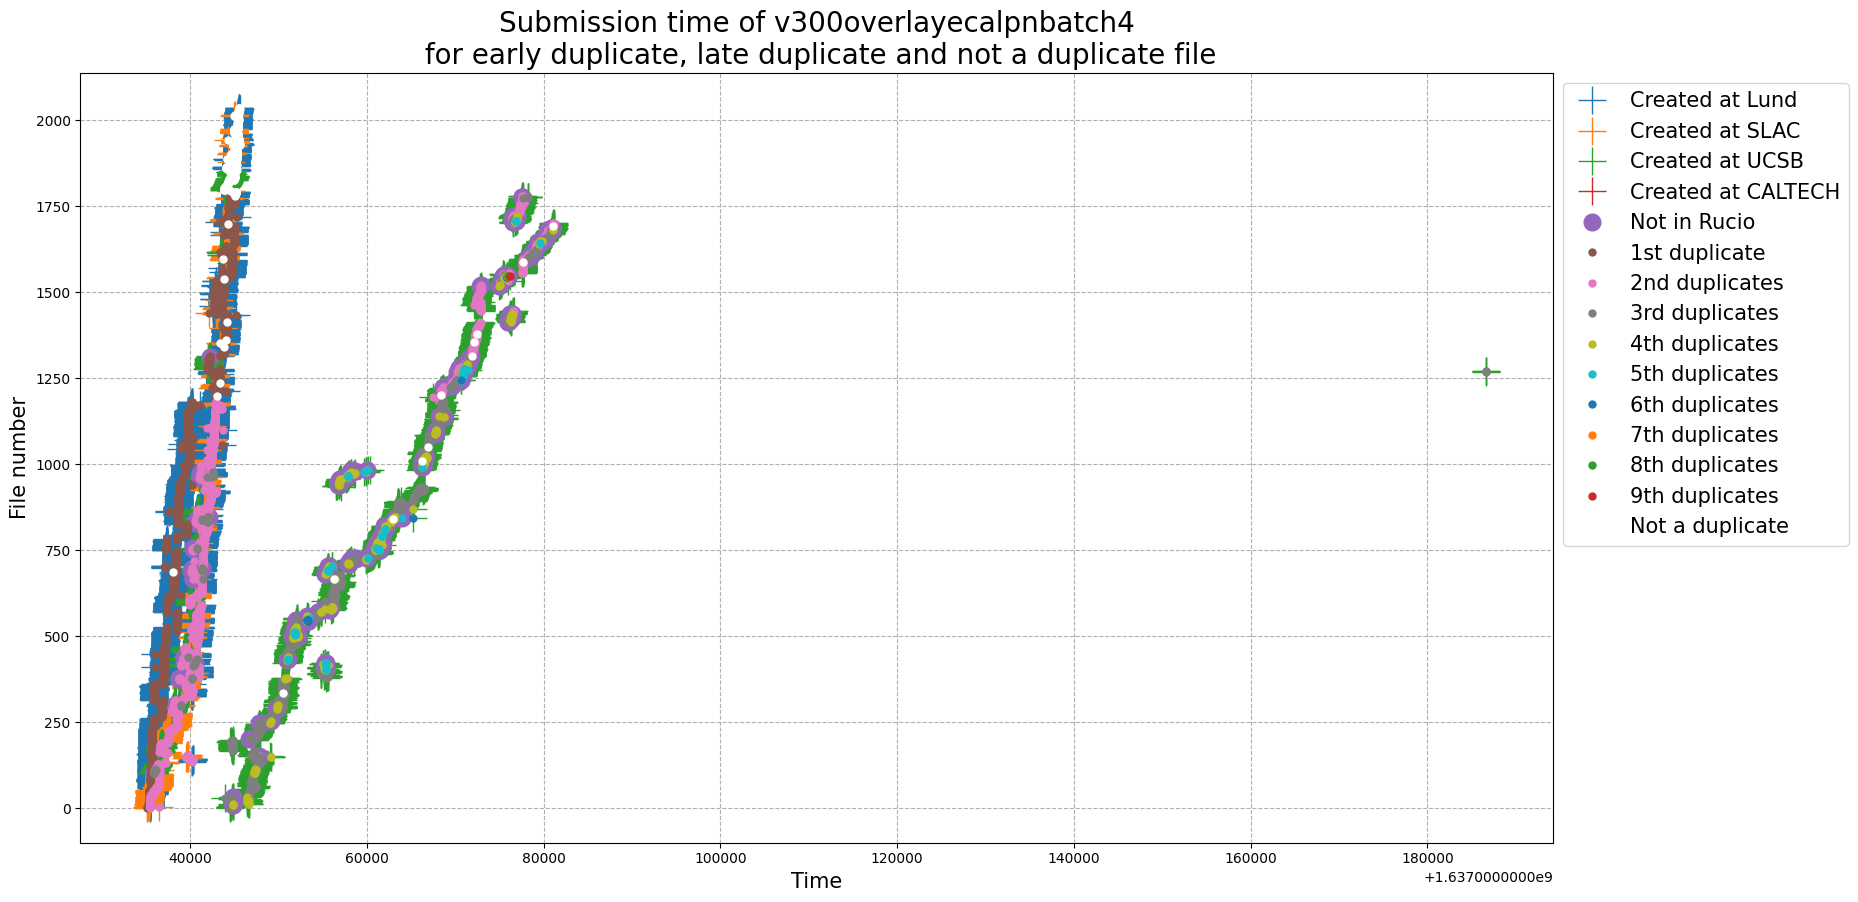 Submission time of v300overlayecalpnbatch4
for early duplicate, late duplicate and not a duplicate file
Created at Lund
Created at SLAC
Created at UCSB
Created at CALTECH
Not in Rucio
1st duplicate
2nd duplicates
3rd duplicates
4th duplicates
5th duplicates
6th duplicates
7th duplicates
8th duplicates
9th duplicates
Not a duplicate
File number
2000
1750
1500
1250
1000
750
500
250
0
40000 60000 80000 100000 120000 140000 160000 180000
+1.6370000000e9
Time